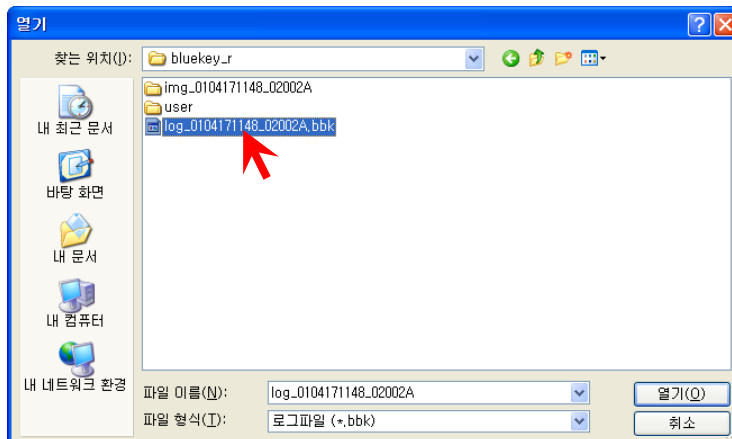 열기
찾는 위치(I):
bluekey_r
내 최근 문서
바탕 화면
내 문서
내 컴퓨터
내 네트워크 환경
img_0104171148_02002A
user
log_0104171148_02002A.bbk
파일 이름(N):
log_0104171148_02002A
열기(O)
파일 형식(T):
로그파일 (*.bbk)
취소